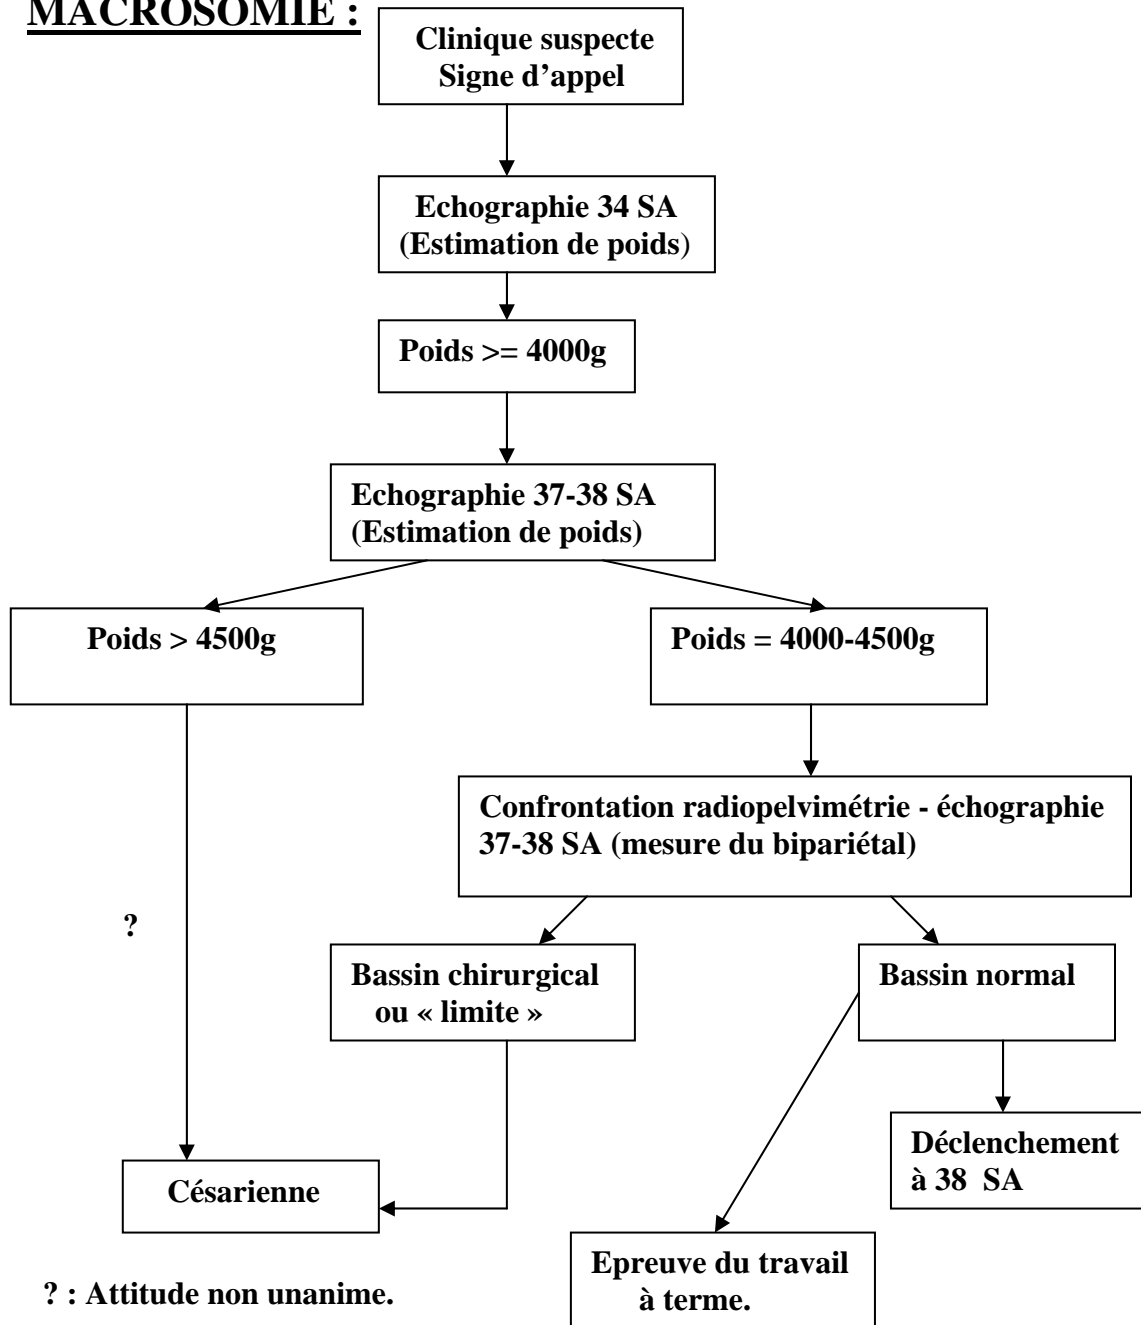 MACROSOMIE :
Clinique suspecte
Signe d'appel
Echographie 34 SA
(Estimation de poids)
Poids >= 4000g
Echographie 37-38 SA
(Estimation de poids)
Poids > 4500g
Poids = 4000-4500g
Confrontation radiopelvimétrie - échographie
37-38 SA (mesure du bipariétal)
?
Bassin chirurgical
ou « limite »
Bassin normal
Déclenchement
à 38 SA
Césarienne
Epreuve du travail
à terme.
? : Attitude non unanime.